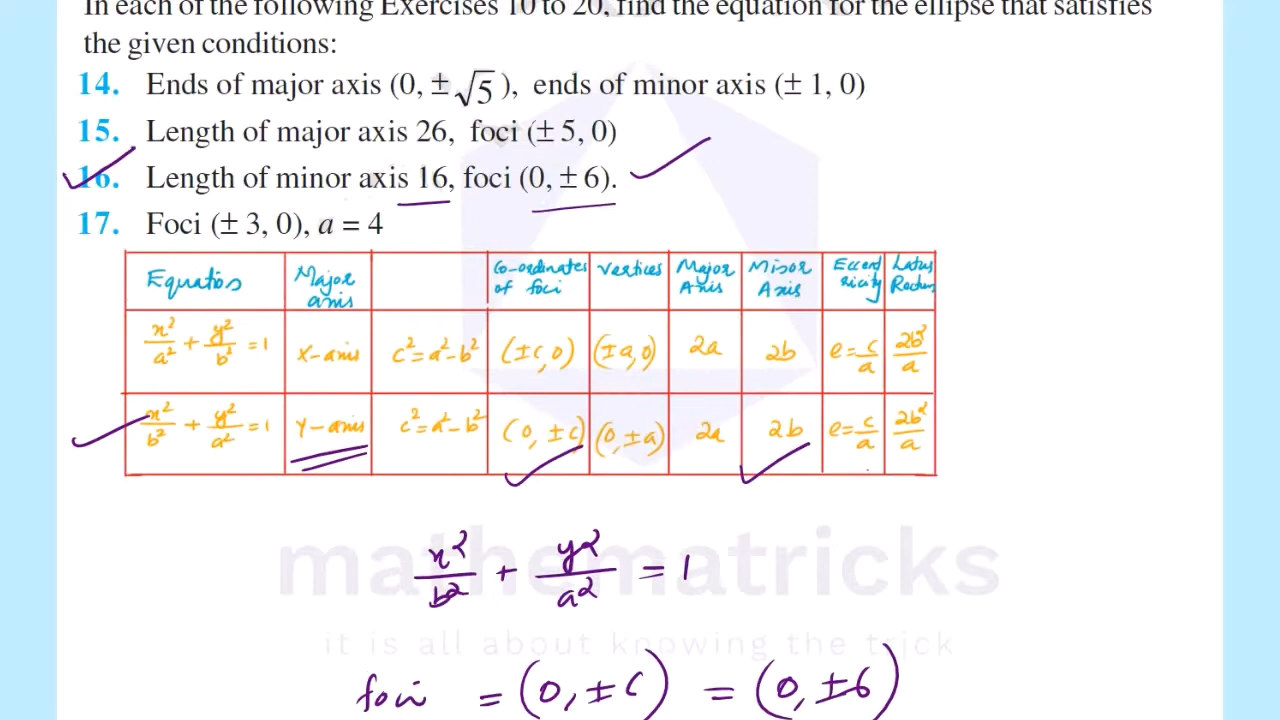 In each of the following Exercises 10 to 20, find the equation for the ellipse that satisfies
the given conditions:
14. Ends of major axis (0, ± √5), ends of minor axis (± 1, 0)
15. Length of major axis 26, foci (± 5, 0)
16. Length of minor axis 16, foci (0, ± 6).
17. Foci (± 3, 0), a = 4
Equation Major axis Co-ordinates of foci Vertices Major Axis Minor Axis Eccentricity Latus Rectum
x²/a² + y²/b² = 1 X-axis c² = a² - b² (±c, 0) (±a, 0) 2a 2b e = c/a 2b²/a
x²/b² + y²/a² = 1 Y-axis c² = a² - b² (0, ±c) (0, ±a) 2a 2b e = c/a 2b²/a
mathematricks
x²/b² + y²/a² = 1
it is all about knowing the trick
foci = (0, ±c) = (0, ±6)